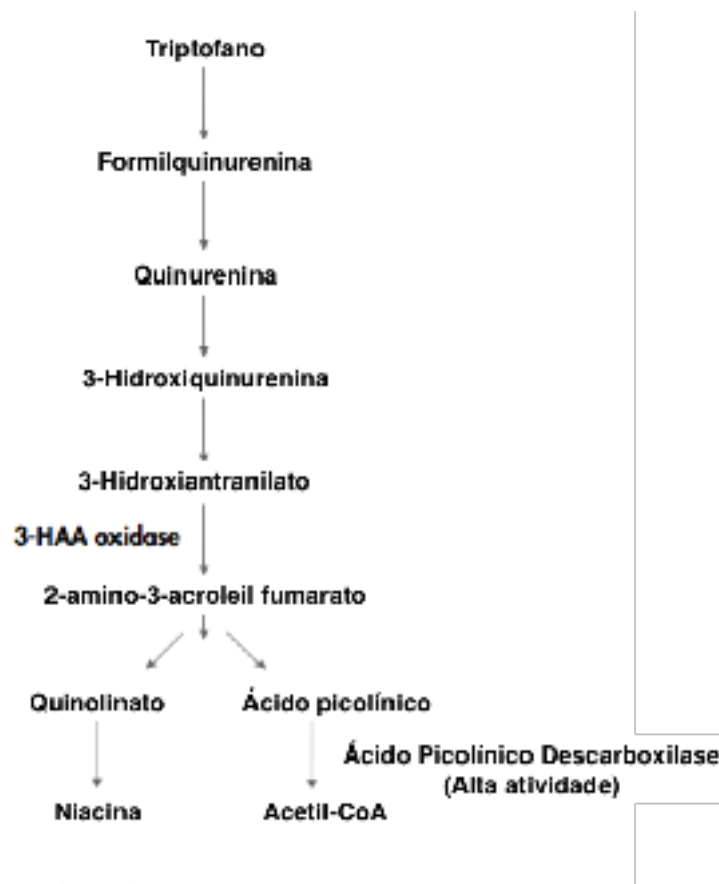 Triptofano
Formilquinurenina
Quinurenina
3-Hidroxiquinurenina
3-Hidroxiantranilato
3-HAA oxidase
2-amino-3-acroleil fumarato
Quinolinato
Ácido picolínico
Ácido Picolínico Descarboxilase
(Alta atividade)
Niacina
Acetil-CoA